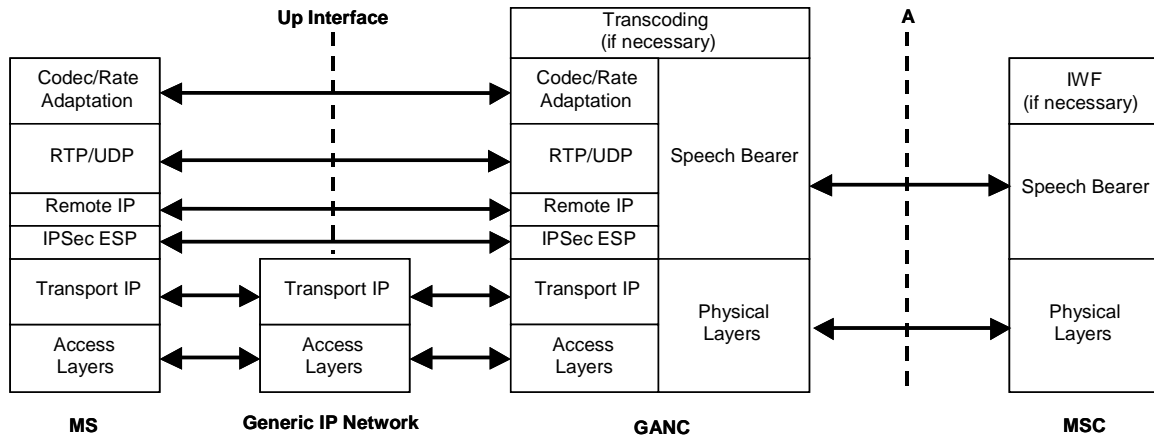 Up Interface
A
Transcoding
(if necessary)
Codec/Rate
Adaptation
Codec/Rate
Adaptation
IWF
(if necessary)
RTP/UDP
RTP/UDP
Speech Bearer
Speech Bearer
Remote IP
Remote IP
IPSec ESP
IPSec ESP
Transport IP
Transport IP
Transport IP
Physical
Layers
Physical
Layers
Access
Layers
Access
Layers
Access
Layers
MS
Generic IP Network
GANC
MSC